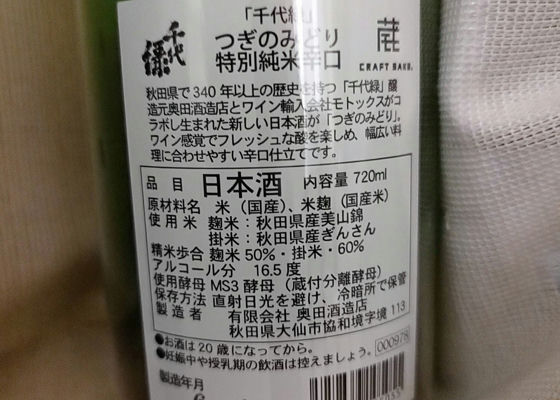 「千代緑」
つぎのみどり
特別純米辛口
千代緑
蔵
CRAFT SAKE.
秋田県で340年以上の歴史を持つ「千代緑」醸
造元奥田酒造店とワイン輸入会社モトックスがコ
ラボし生まれた新しい日本酒が「つぎのみどり」。
ワイン感覚でフレッシュな酸を楽しめ、幅広い料
理に合わせやすい辛口仕立てです。
品目 日本酒 内容量 720ml
原材料名 米(国産)、米麹(国産米)
使用米 麹米:秋田県産美山錦
掛米:秋田県産ぎんさん
精米歩合 麹米50%・掛米・60%
アルコール分 16.5度
使用酵母 MS3酵母(蔵付分離酵母)
保存方法 直射日光を避け、冷暗所で保管
製造者 有限会社 奥田酒造店
秋田県大仙市協和境字境113
●お酒は20歳になってから。
●妊娠中や授乳期の飲酒は控えましょう。 000978
製造年月